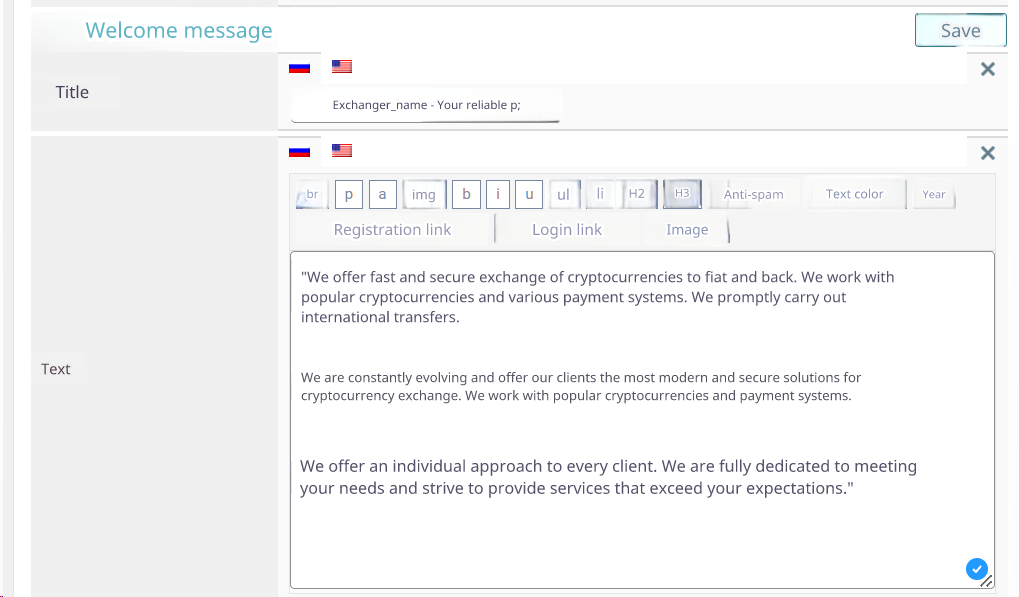 Welcome message
Save
Title
Exchanger_name - Your reliable p;
br p a img b i u ul li H2 H3 Anti-spam Text color Year
Registration link Login link Image
"We offer fast and secure exchange of cryptocurrencies to fiat and back. We work with
popular cryptocurrencies and various payment systems. We promptly carry out
international transfers.
Text
We are constantly evolving and offer our clients the most modern and secure solutions for
cryptocurrency exchange. We work with popular cryptocurrencies and payment systems.
We offer an individual approach to every client. We are fully dedicated to meeting
your needs and strive to provide services that exceed your expectations."